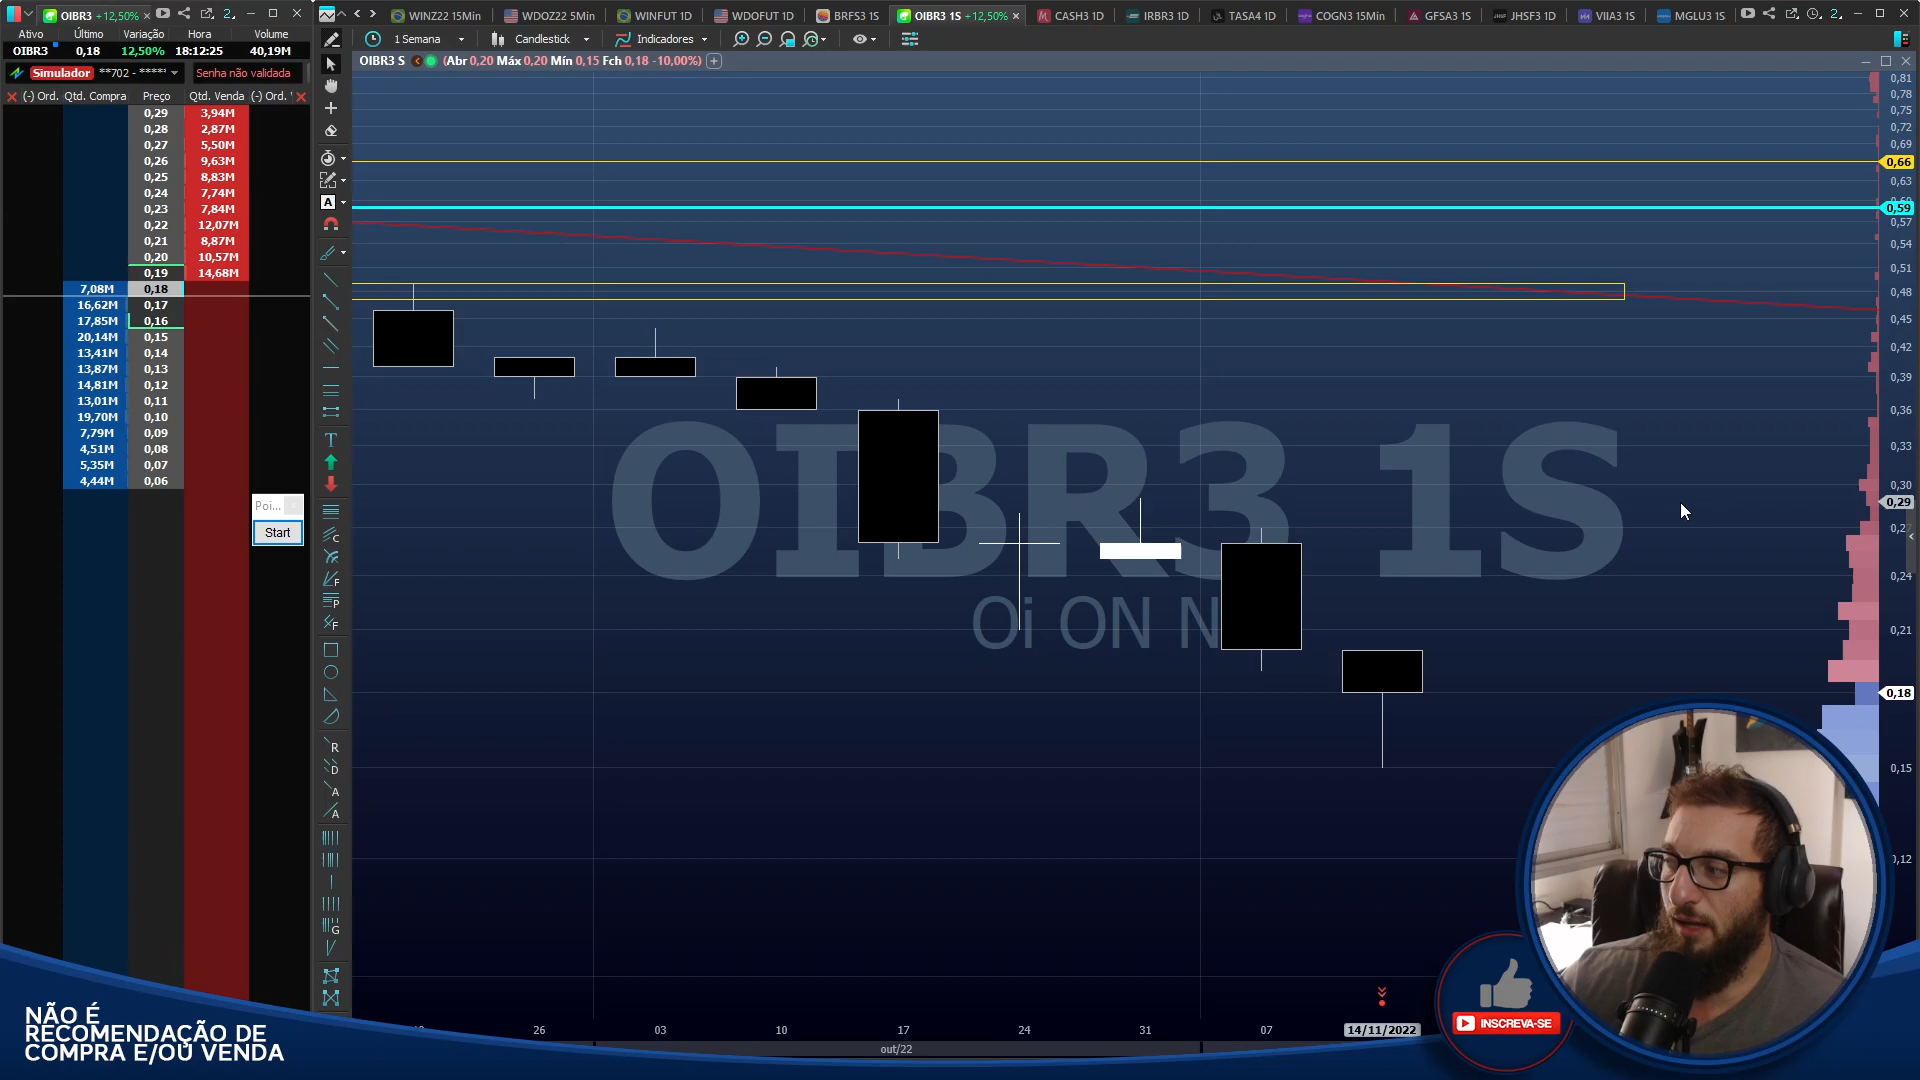 OIBR3 +12,50%
WINZ22 15Min
WDOZ22 5Min
WINFUT 1D
WDOFUT 1D
BRFS3 1S
OIBR3 1S +12,50%
CASH3 1D
IRBR3 1D
TASA4 1D
COGN3 15Min
GFSA3 1S
JHSF3 1D
VIIA3 1S
MGLU3 1S
Ativo Último Variação Hora Volume
OIBR3 0,18 12,50% 18:12:25 40,19M
1 Semana Candlestick Indicadores
Simulador **702 - ***** Senha não validada
OIBR3 S (Abr 0,20 Máx 0,20 Mín 0,15 Fch 0,18 -10,00%)
(-) Ord. Qtd. Compra Preço Qtd. Venda (-) Ord.
0,29 3,94M
0,28 2,87M
0,27 5,50M
0,26 9,63M
0,25 8,83M
0,24 7,74M
0,23 7,84M
0,22 12,07M
0,21 8,87M
0,20 10,57M
0,19 14,68M
7,08M 0,18
16,62M 0,17
17,85M 0,16
20,14M 0,15
13,41M 0,14
13,87M 0,13
14,81M 0,12
13,01M 0,11
19,70M 0,10
7,79M 0,09
4,51M 0,08
5,35M 0,07
4,44M 0,06
Poi...
Start
OIBR3 1S
Oi ON N
0,81
0,78
0,75
0,72
0,69
0,66
0,63
0,59
0,57
0,54
0,51
0,48
0,45
0,42
0,39
0,36
0,33
0,30
0,29
0,24
0,21
0,18
0,15
0,12
26 03 10 17 24 31 07 14/11/2022
out/22
NÃO É
RECOMENDAÇÃO DE
COMPRA E/OU VENDA
INSCREVA-SE